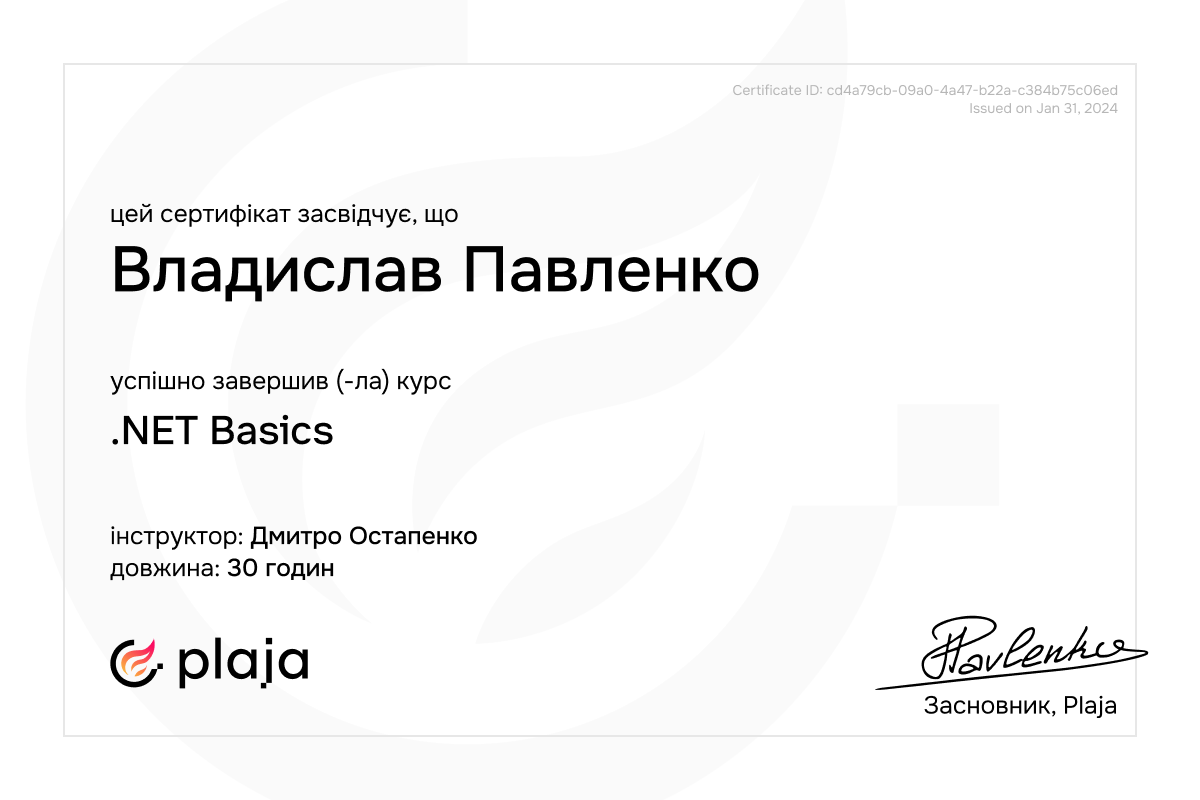 Certificate ID: cd4a79cb-09a0-4a47-b22a-c384b75c06ed
Issued on Jan 31, 2024
цей сертифікат засвідчує, що
Владислав Павленко
успішно завершив (-ла) курс
.NET Basics
інструктор: Дмитро Остапенко
довжина: 30 годин
plaja
Pavlenko
Засновник, Plaja